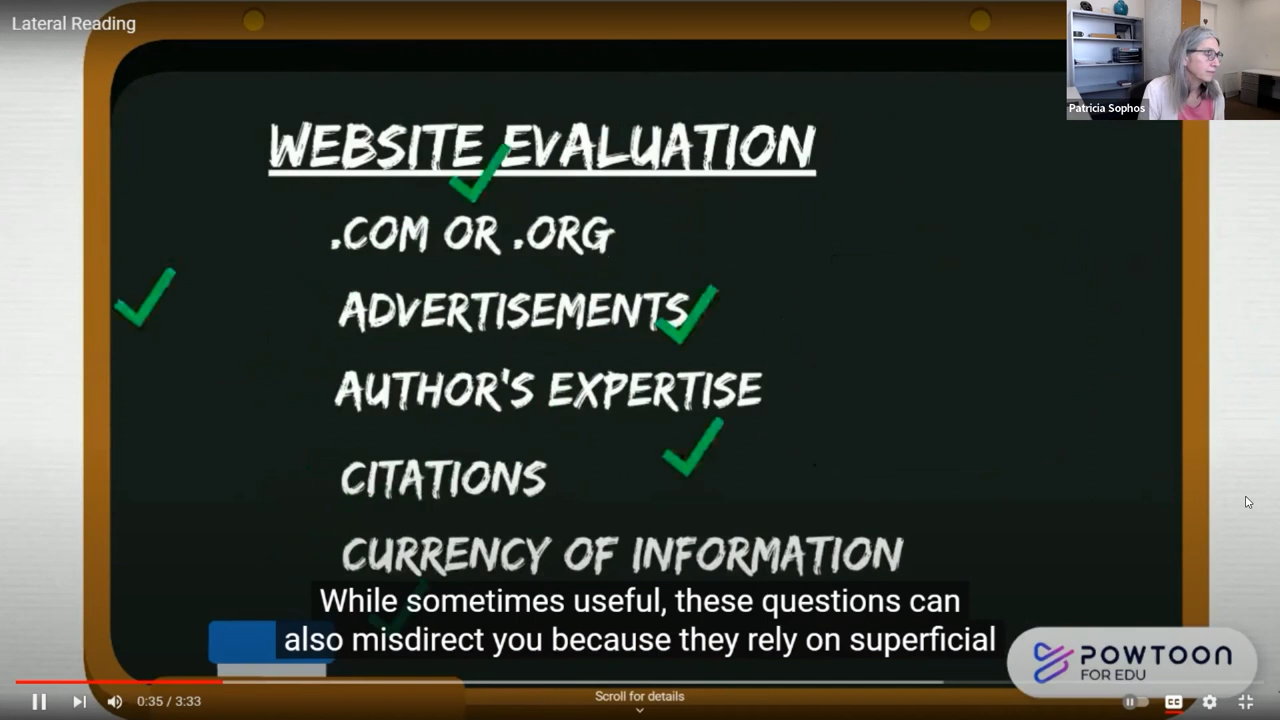 Lateral Reading
Patricia Sophos
WEBSITE EVALUATION
.COM OR .ORG
ADVERTISEMENTS
AUTHOR'S EXPERTISE
CITATIONS
CURRENCY OF INFORMATION
While sometimes useful, these questions can
also misdirect you because they rely on superficial
POWTOON
FOR EDU
Scroll for details
0:35 / 3:33
CC